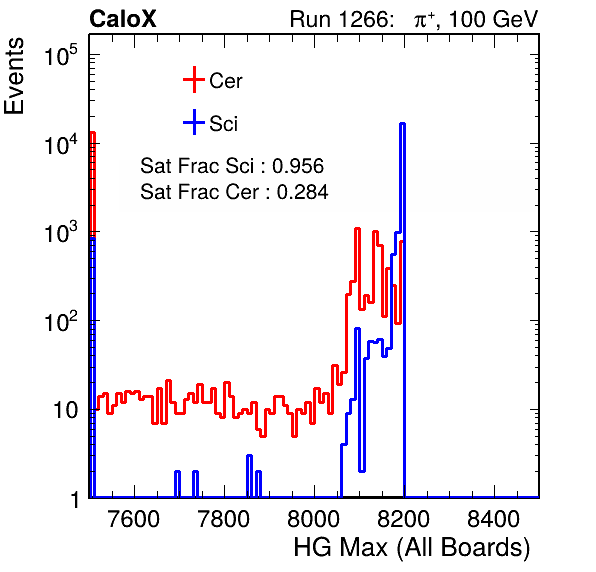 CaloX Run 1266: π⁺, 100 GeV
Events
Cer
Sci
Sat Frac Sci : 0.956
Sat Frac Cer : 0.284
10⁵
10⁴
10³
10²
10
1
7600 7800 8000 8200 8400
HG Max (All Boards)